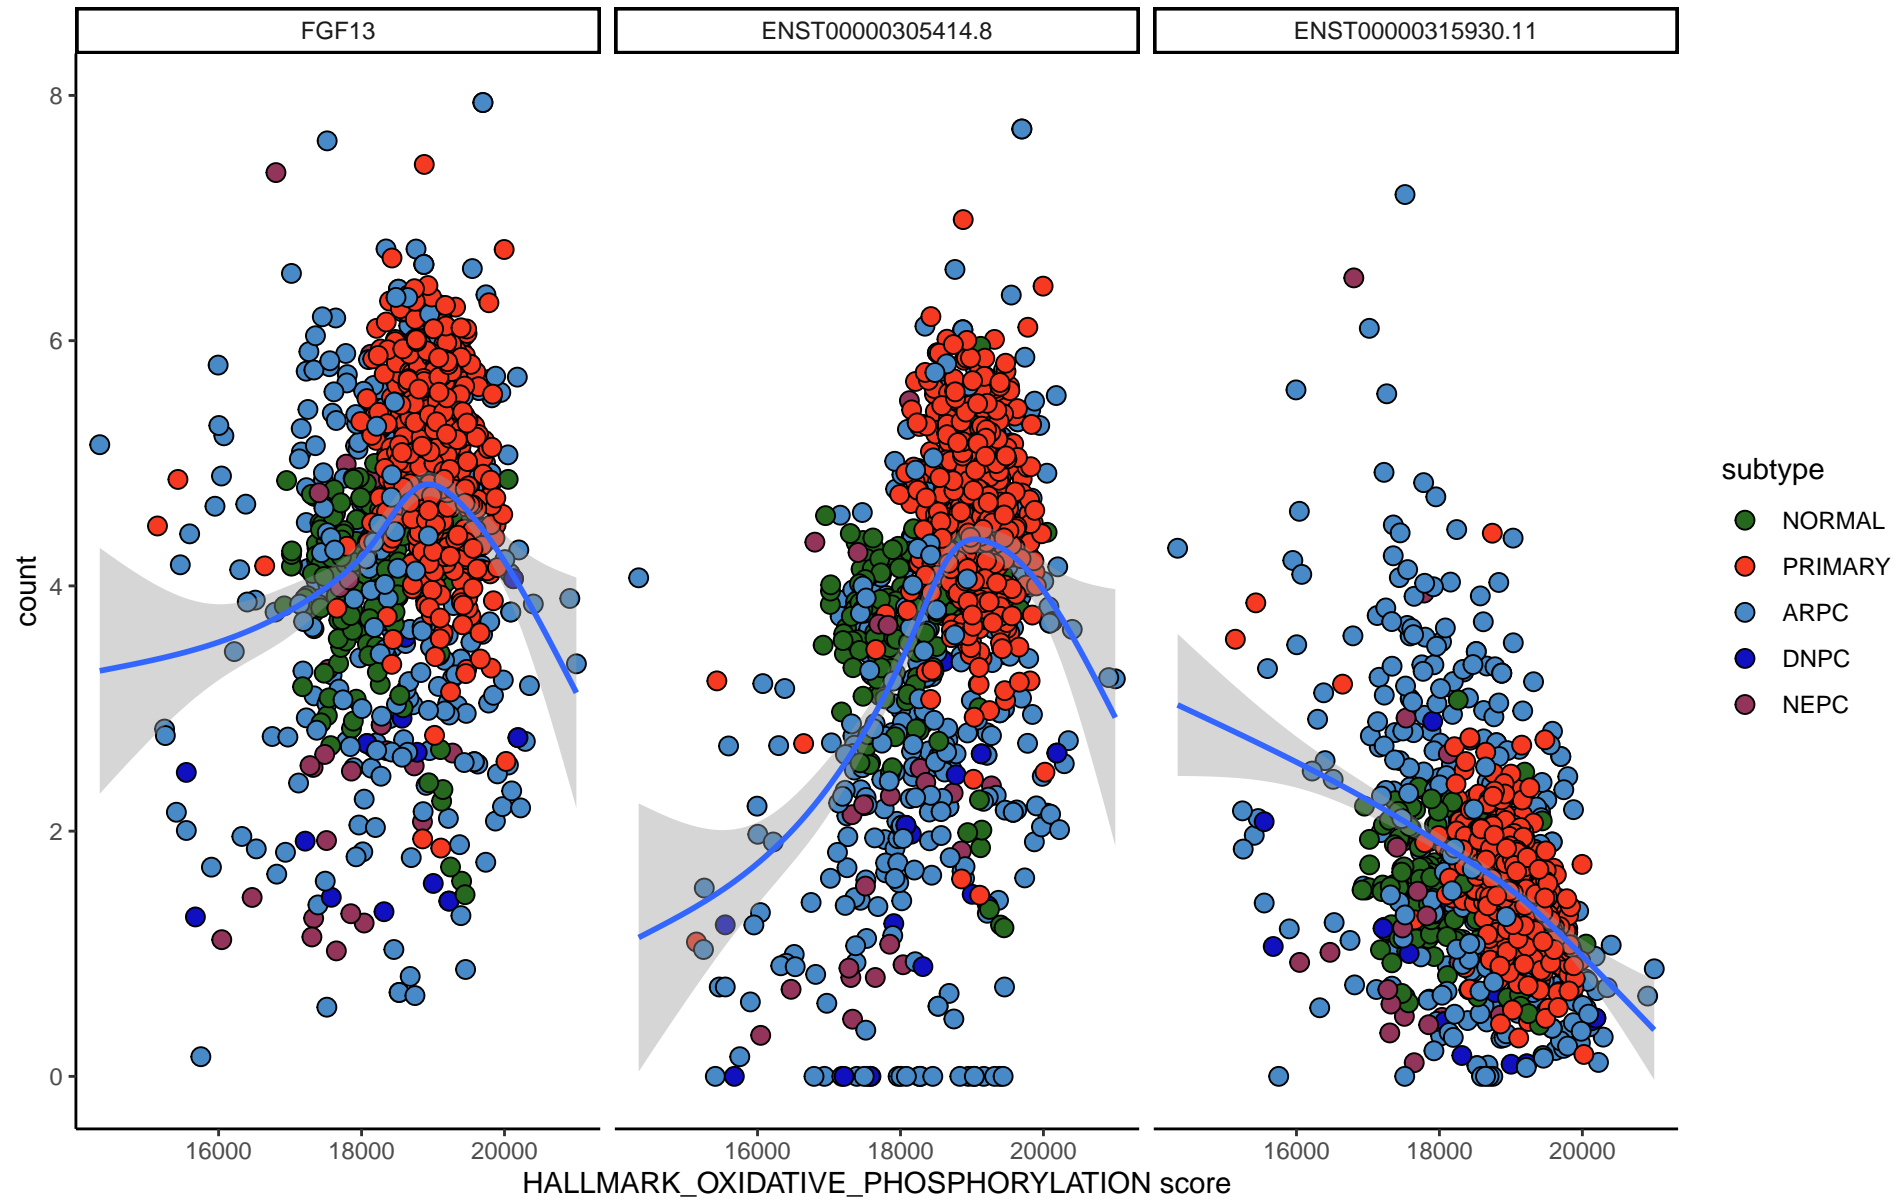 FGF13 ENST00000305414.8 ENST00000315930.11
8
6
4
2
0
count
16000 18000 20000 16000 18000 20000 16000 18000 20000
HALLMARK_OXIDATIVE_PHOSPHORYLATION score
subtype
NORMAL
PRIMARY
ARPC
DNPC
NEPC